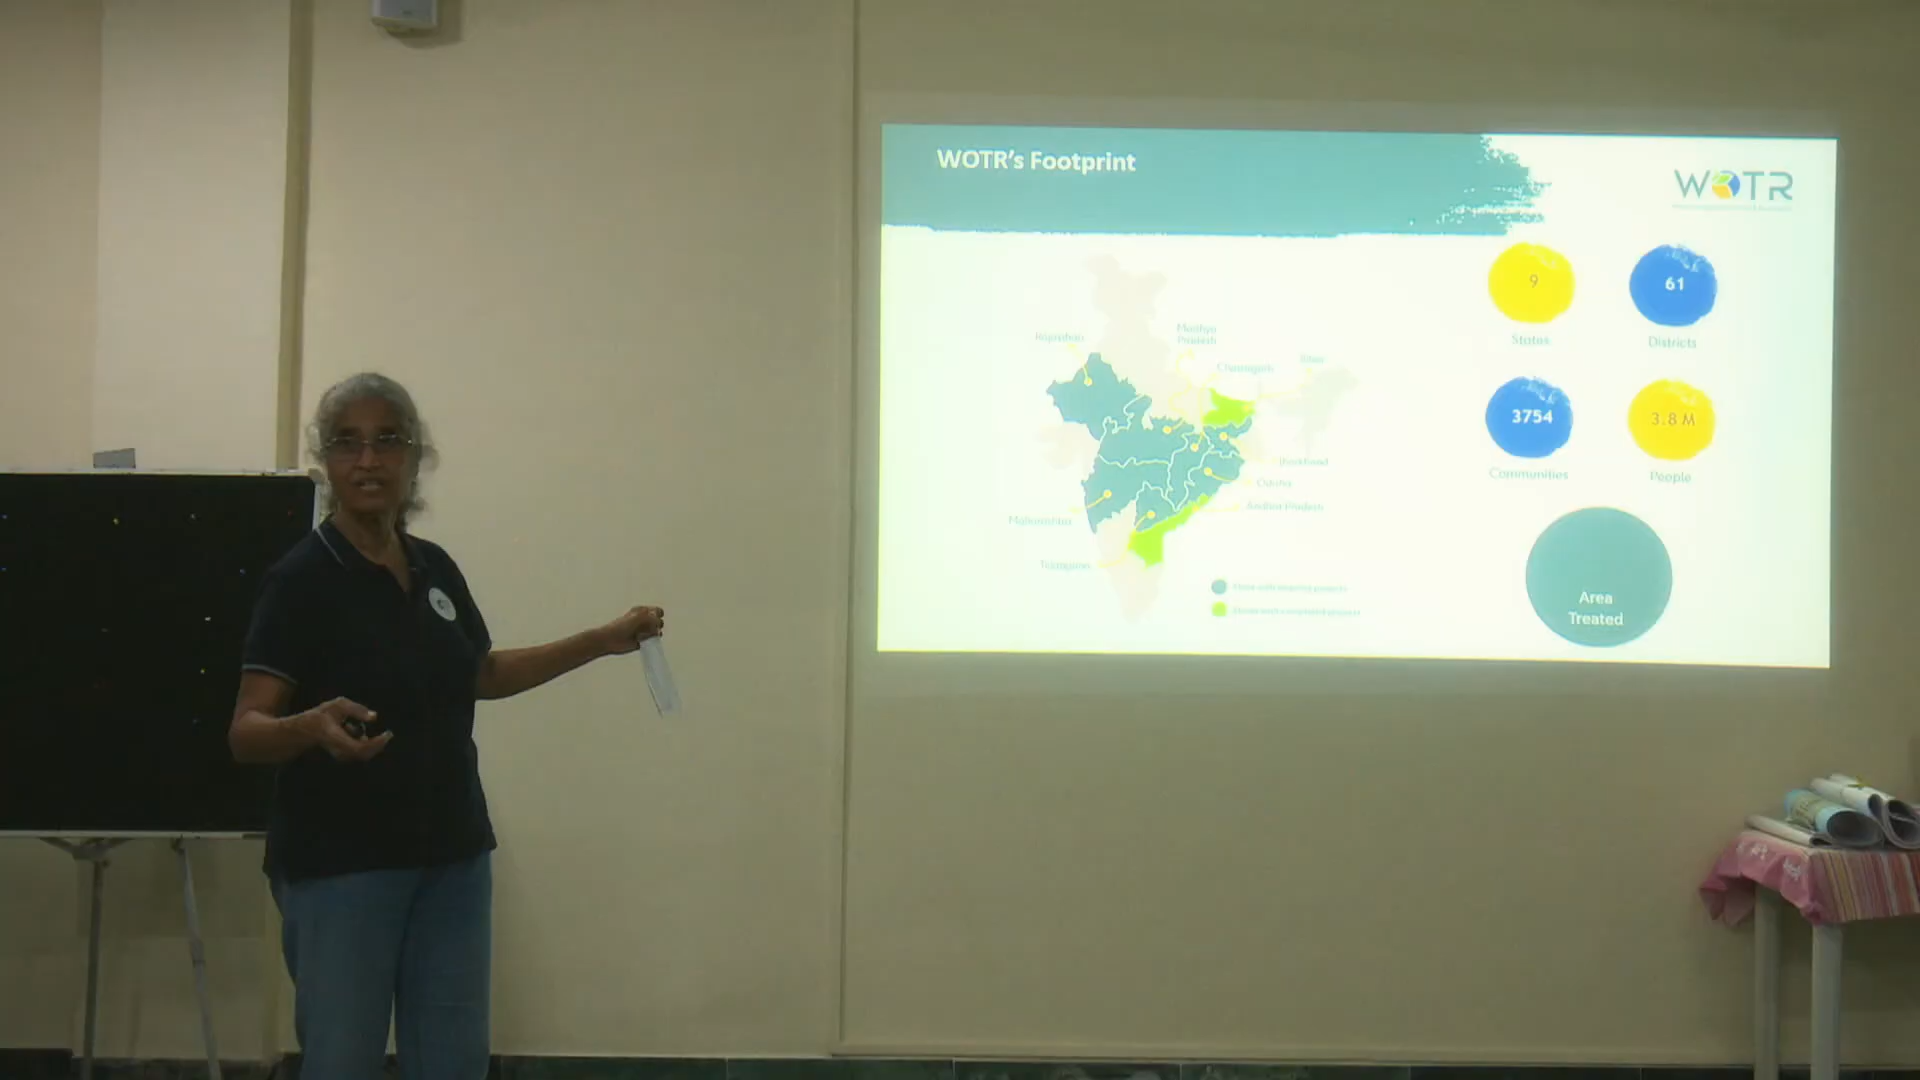 WOTR's Footprint
WOTR
9
States
61
Districts
3754
Communities
3.8 M
People
Area
Treated
Rajasthan
Madhya
Pradesh
Chhattisgarh
Bihar
Jharkhand
Odisha
Andhra Pradesh
Maharashtra
Telangana